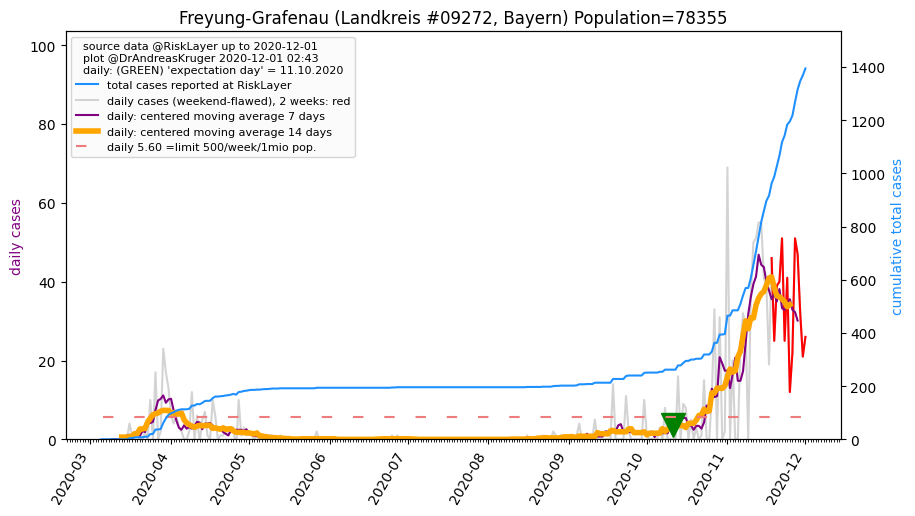 Freyung-Grafenau (Landkreis #09272, Bayern) Population=78355
source data @RiskLayer up to 2020-12-01
plot @DrAndreasKruger 2020-12-01 02:43
daily: (GREEN) 'expectation day' = 11.10.2020
total cases reported at RiskLayer
daily cases (weekend-flawed), 2 weeks: red
daily: centered moving average 7 days
daily: centered moving average 14 days
daily 5.60 =limit 500/week/1mio pop.
daily cases
100
80
60
40
20
0
cumulative total cases
1400
1200
1000
800
600
400
200
0
2020-03
2020-04
2020-05
2020-06
2020-07
2020-08
2020-09
2020-10
2020-11
2020-12